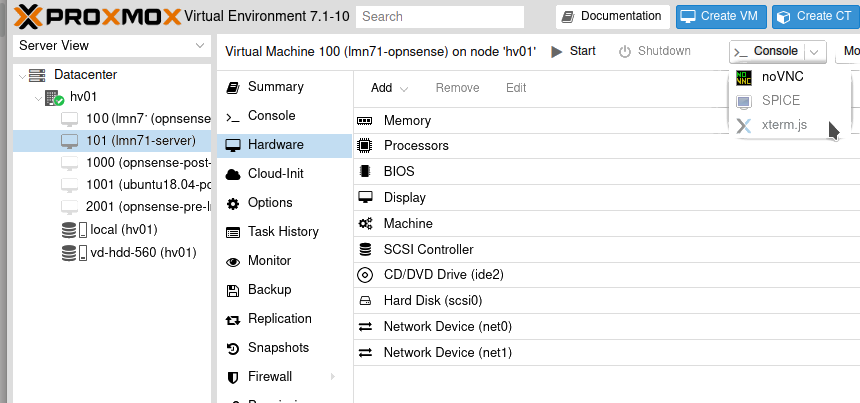 PROXMOX Virtual Environment 7.1-10 Search Documentation Create VM Create CT
Server View
Datacenter
hv01
100 (lmn7 (opnsense
101 (lmn71-server)
1000 (opnsense-post-
1001 (ubuntu18.04-po
2001 (opnsense-pre-l
local (hv01)
vd-hdd-560 (hv01)
Virtual Machine 100 (lmn71-opnsense) on node 'hv01' Start Shutdown Console Mo
noVNC
SPICE
xterm.js
Summary
Console
Hardware
Cloud-Init
Options
Task History
Monitor
Backup
Replication
Snapshots
Firewall
Add Remove Edit
Memory
Processors
BIOS
Display
Machine
SCSI Controller
CD/DVD Drive (ide2)
Hard Disk (scsi0)
Network Device (net0)
Network Device (net1)